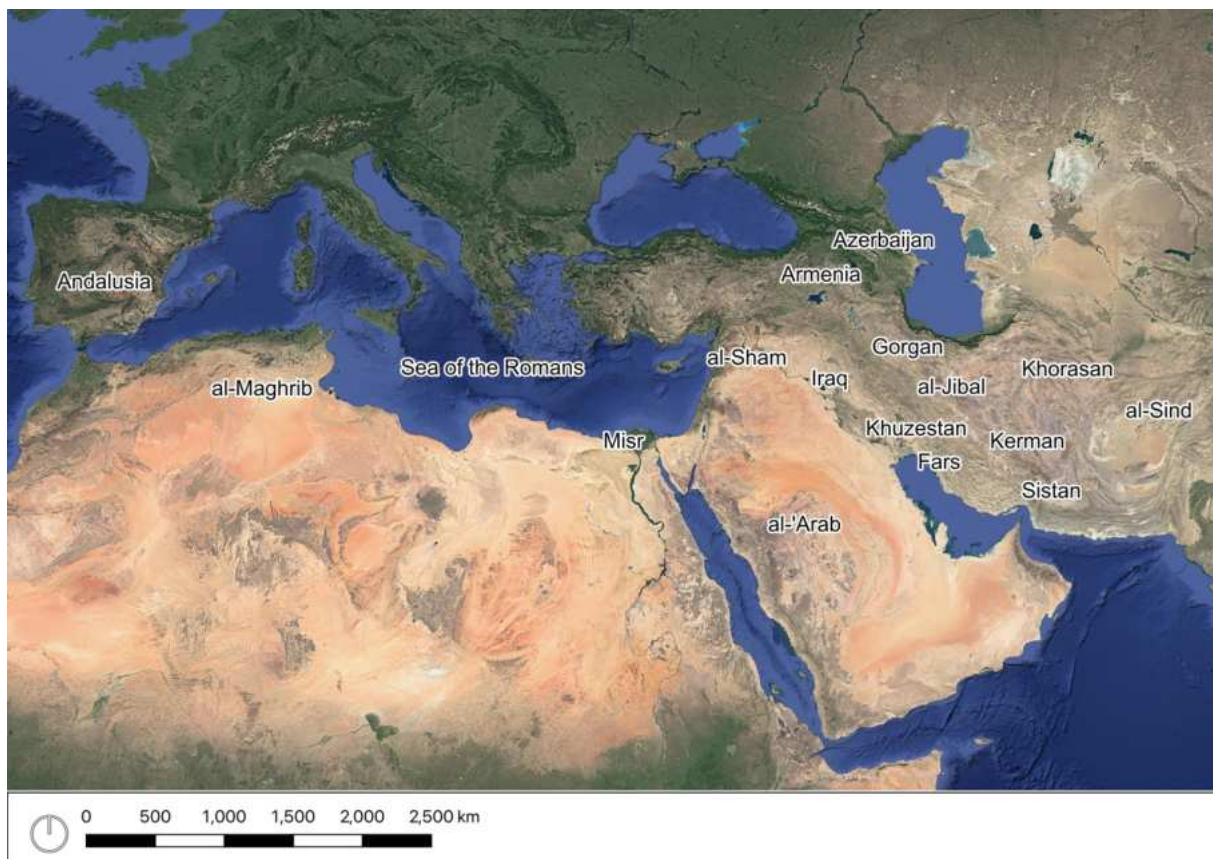 Azerbaijan
Andalusia
Armenia
Gorgan
al-Sham
Khorasan
Sea of the Romans
Iraq
al-Jibal
al-Maghrib
al-Sind
Khuzestan
Misr
Kerman
Fars
Sistan
al-'Arab
0 500 1,000 1,500 2,000 2,500 km